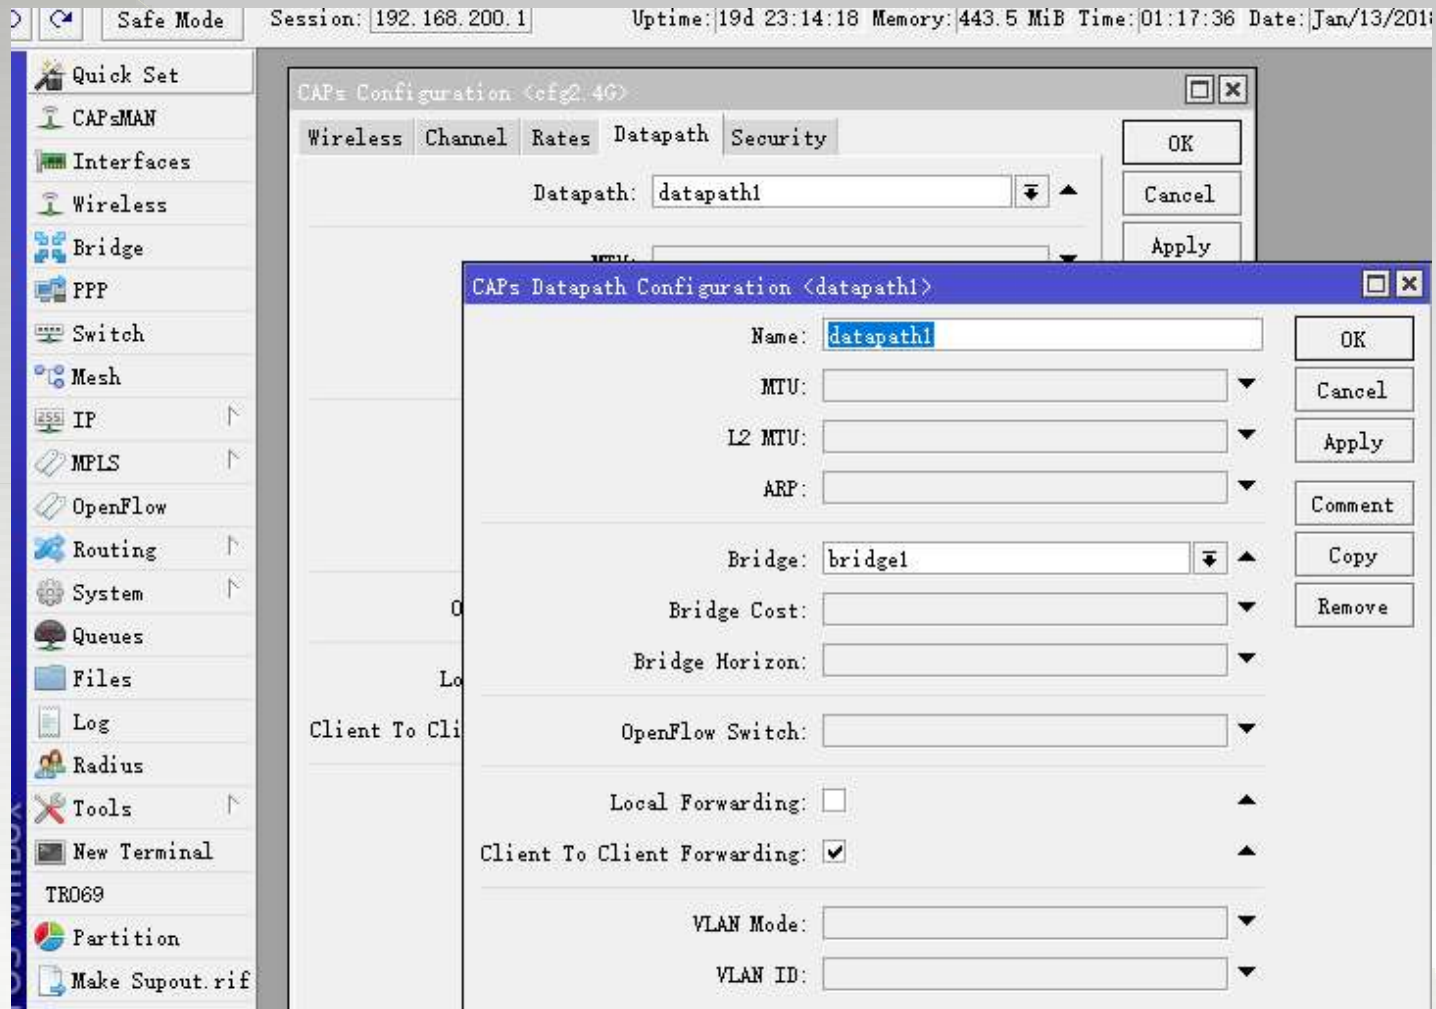 Safe Mode
Session: 192.168.200.1
Uptime: 19d 23:14:18 Memory: 443.5 MiB Time: 01:17:36 Date: Jan/13/201
Quick Set
CAPsMAN
Interfaces
Wireless
Bridge
PPP
Switch
Mesh
IP
MPLS
OpenFlow
Routing
System
Queues
Files
Log
Radius
Tools
New Terminal
TR069
Partition
Make Supout.rif
CAPs Configuration <cfg2.4G>
Wireless Channel Rates Datapath Security
Datapath: datapath1
MTU:
Lo
Client To Cli
OK
Cancel
Apply
CAPs Datapath Configuration <datapath1>
Name: datapath1
MTU:
L2 MTU:
ARP:
Bridge: bridge1
Bridge Cost:
Bridge Horizon:
OpenFlow Switch:
Local Forwarding:
Client To Client Forwarding:
VLAN Mode:
VLAN ID:
OK
Cancel
Apply
Comment
Copy
Remove